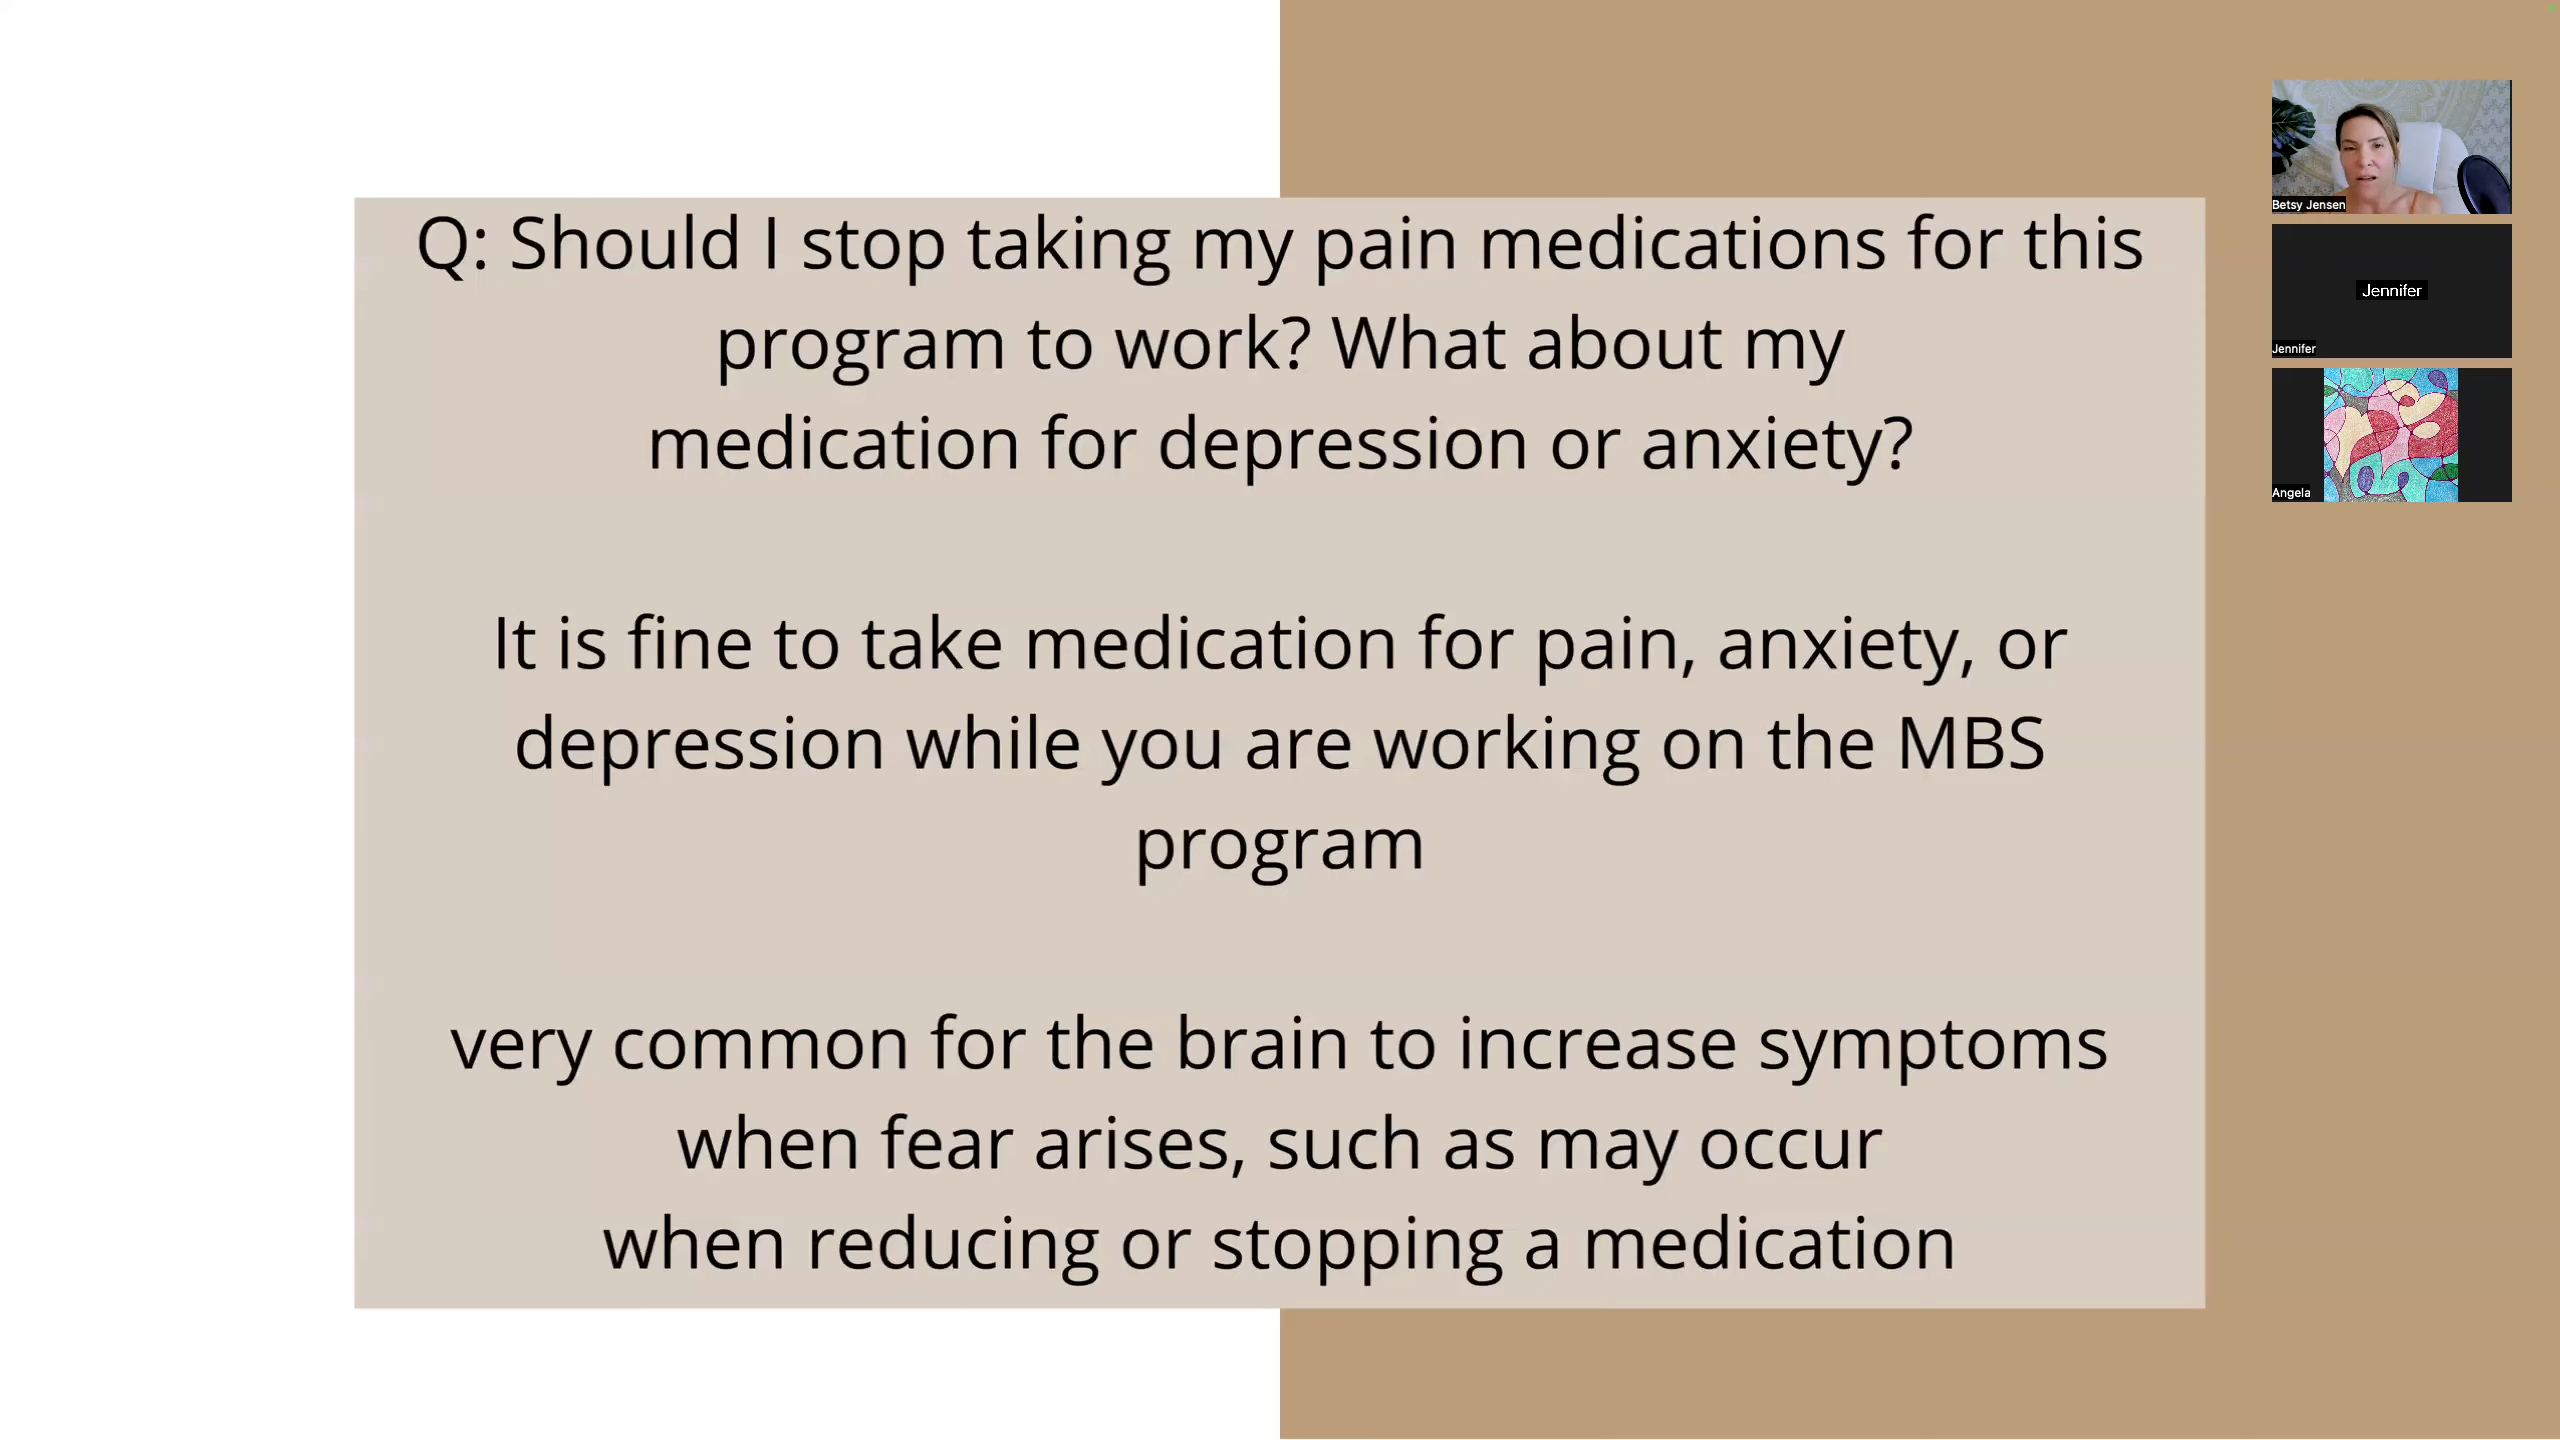 Q: Should I stop taking my pain medications for this
program to work? What about my
medication for depression or anxiety?
It is fine to take medication for pain, anxiety, or
depression while you are working on the MBS
program
very common for the brain to increase symptoms
when fear arises, such as may occur
when reducing or stopping a medication
Betsy Jensen
Jennifer
Jennifer
Angela